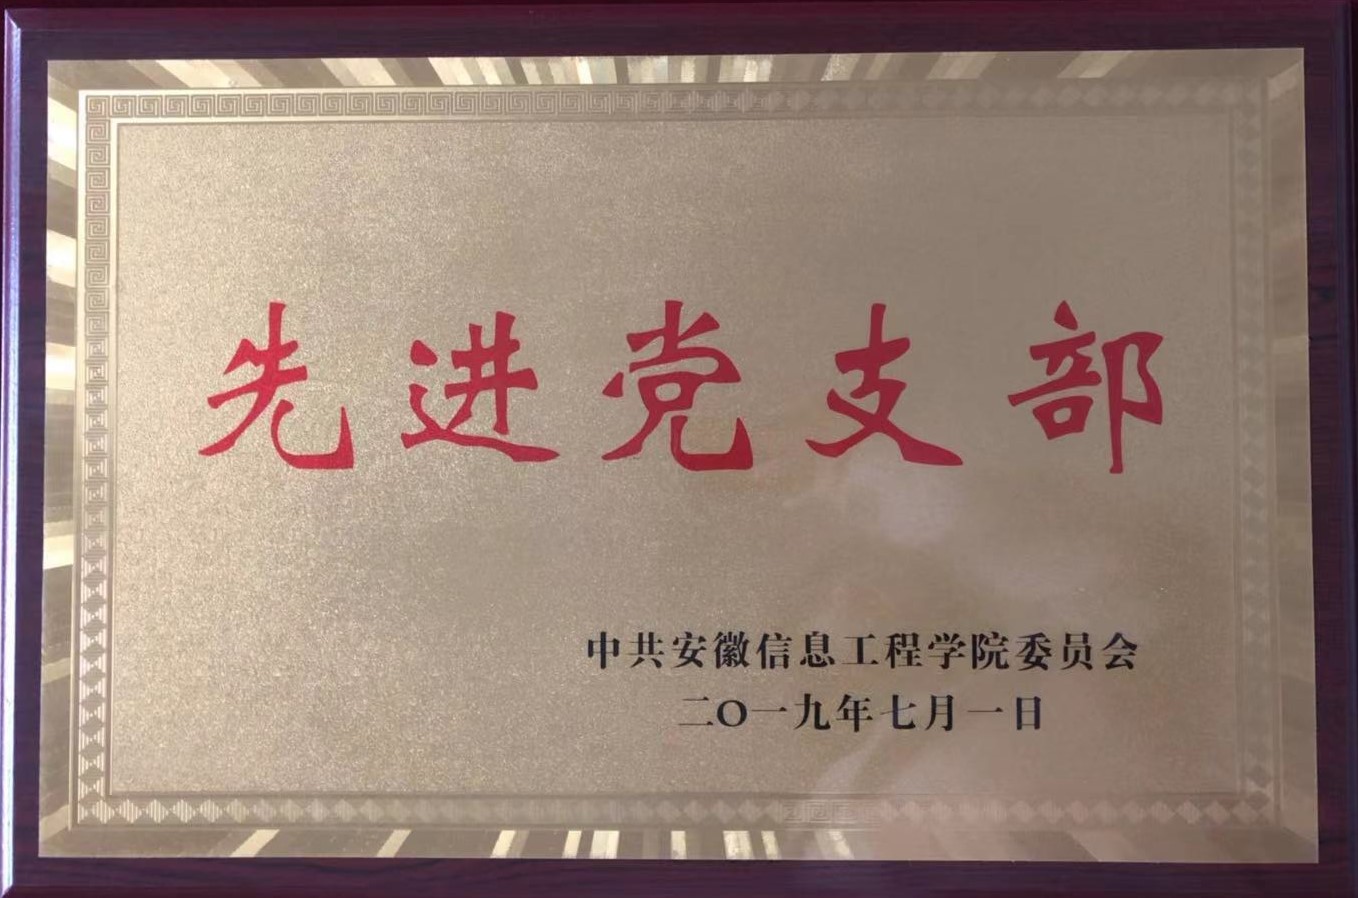 先进党支部
中共安徽信息工程学院委员会
二〇一九年七月一日